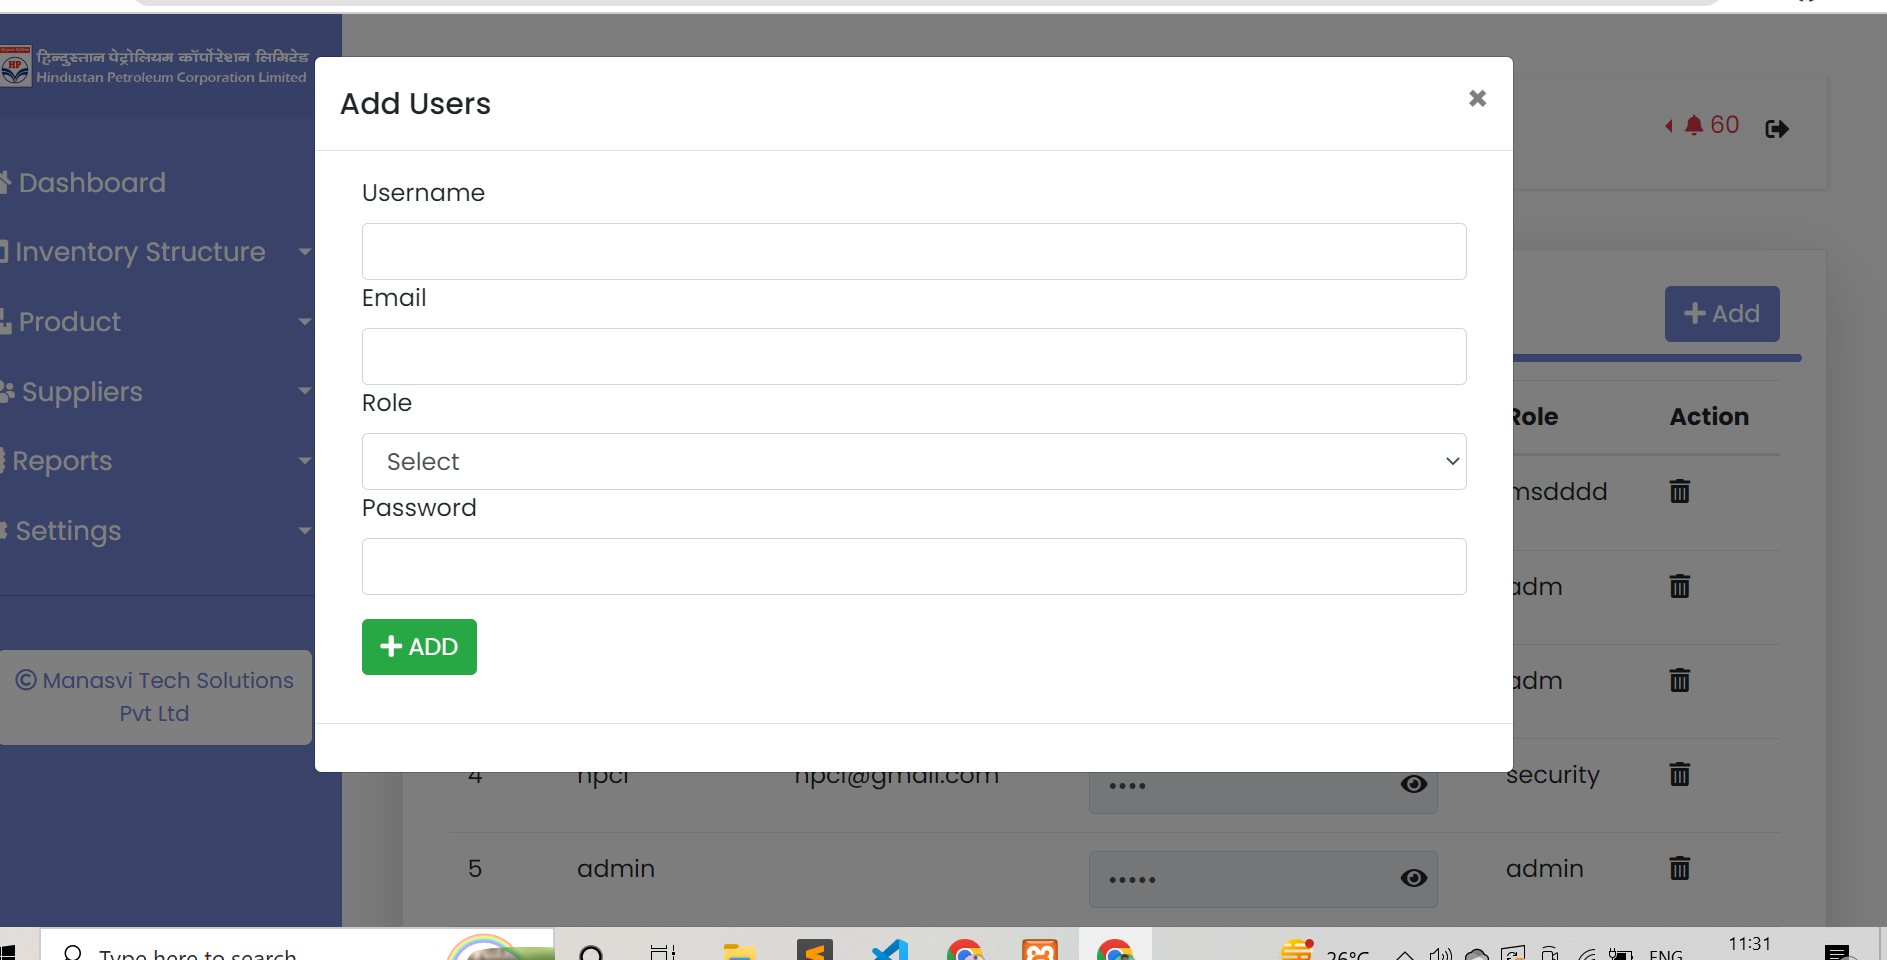 हिन्दुस्तान पेट्रोलियम कॉर्पोरेशन लिमिटेड
HP Hindustan Petroleum Corporation Limited
Add Users
60
Dashboard
Username
Inventory Structure
Email
Add
Product
Suppliers
Role
Role Action
Select
Reports
msdddd
Password
Settings
adm
ADD
adm
© Manasvi Tech Solutions
Pvt Ltd
4 hpcl hpcl@gmail.com •••• security
5 admin ••••• admin
Type here to search
26°C ENG 11:31